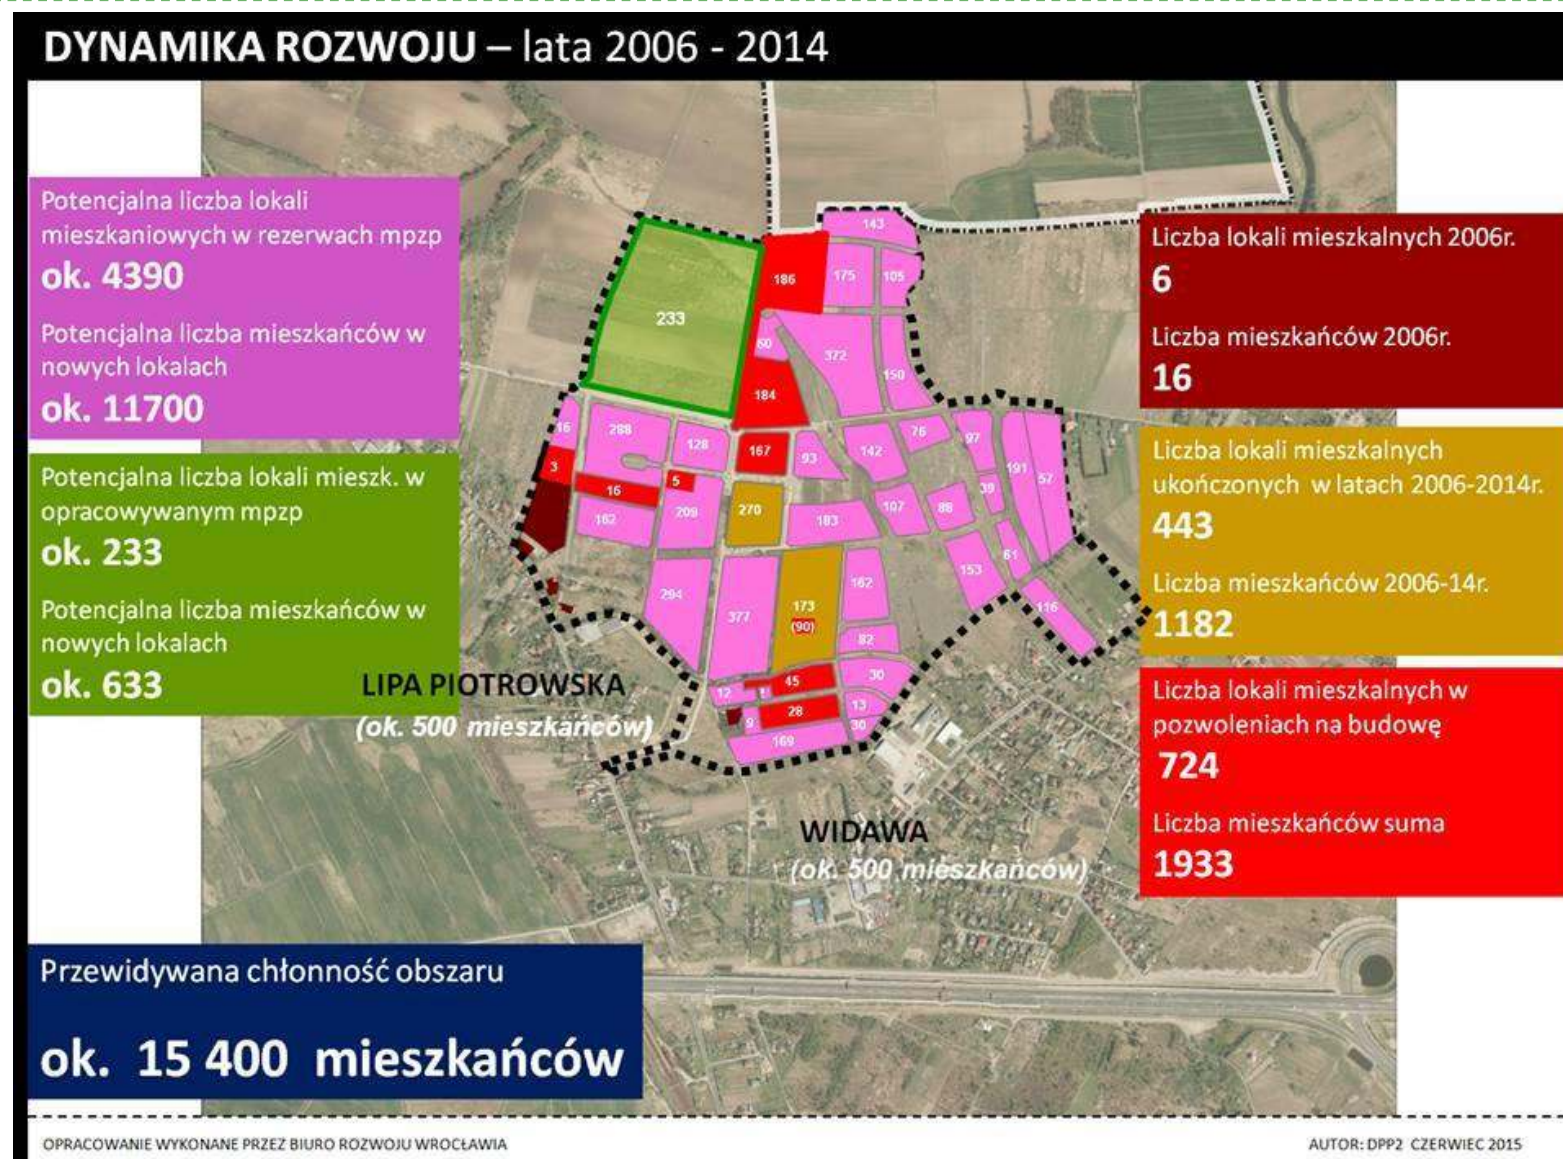 DYNAMIKA ROZWOJU – lata 2006 - 2014
Potencjalna liczba lokali
mieszkaniowych w rezerwach mpzp
ok. 4390
Potencjalna liczba mieszkańców w
nowych lokalach
ok. 11700
Potencjalna liczba lokali mieszk. w
opracowywanym mpzp
ok. 233
Potencjalna liczba mieszkańców w
nowych lokalach
ok. 633
Liczba lokali mieszkalnych 2006r.
6
Liczba mieszkańców 2006r.
16
Liczba lokali mieszkalnych
ukończonych w latach 2006-2014r.
443
Liczba mieszkańców 2006-14r.
1182
Liczba lokali mieszkalnych w
pozwoleniach na budowę
724
Liczba mieszkańców suma
1933
143
186
175
105
233
60
372
150
184
16
288
128
167
93
142
76
97
191
57
3
16
5
39
162
209
270
183
107
88
61
153
294
377
173
(90)
162
116
82
12
1
45
30
9
28
13
30
169
LIPA PIOTROWSKA
(ok. 500 mieszkańców)
WIDAWA
(ok. 500 mieszkańców)
Przewidywana chłonność obszaru
ok. 15 400 mieszkańców
OPRACOWANIE WYKONANE PRZEZ BIURO ROZWOJU WROCŁAWIA
AUTOR: DPP2 CZERWIEC 2015